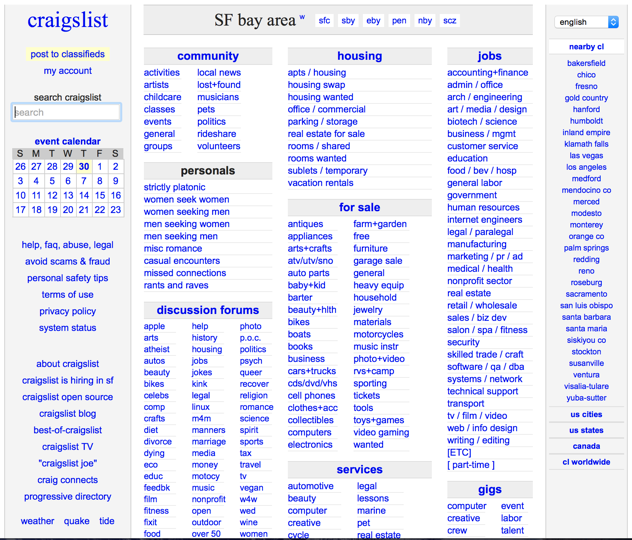 craigslist
post to classifieds
my account
search craigslist
search
event calendar
S M T W T F S
26 27 28 29 30 1 2
3 4 5 6 7 8 9
10 11 12 13 14 15 16
17 18 19 20 21 22 23
help, faq, abuse, legal
avoid scams & fraud
personal safety tips
terms of use
privacy policy
system status
about craigslist
craigslist is hiring in sf
craigslist open source
craigslist blog
best-of-craigslist
craigslist TV
"craigslist joe"
craig connects
progressive directory
weather quake tide
SF bay area w sfc sby eby pen nby scz
community
activities local news
artists lost+found
childcare musicians
classes pets
events politics
general rideshare
groups volunteers
personals
strictly platonic
women seek women
women seeking men
men seeking women
men seeking men
misc romance
casual encounters
missed connections
rants and raves
discussion forums
apple help photo
arts history p.o.c.
atheist housing politics
autos jobs psych
beauty jokes queer
bikes kink recover
celebs legal religion
comp linux romance
crafts m4m science
diet manners spirit
divorce marriage sports
dying media tax
eco money travel
educ motocy tv
feedbk music vegan
film nonprofit w4w
fitness open wed
fixit outdoor wine
food over 50 women
housing
apts / housing
housing swap
housing wanted
office / commercial
parking / storage
real estate for sale
rooms / shared
rooms wanted
sublets / temporary
vacation rentals
for sale
antiques farm+garden
appliances free
arts+crafts furniture
atv/utv/sno garage sale
auto parts general
baby+kid heavy equip
barter household
beauty+hlth jewelry
bikes materials
boats motorcycles
books music instr
business photo+video
cars+trucks rvs+camp
cds/dvd/vhs sporting
cell phones tickets
clothes+acc tools
collectibles toys+games
computers video gaming
electronics wanted
services
automotive legal
beauty lessons
computer marine
creative pet
cycle real estate
jobs
accounting+finance
admin / office
arch / engineering
art / media / design
biotech / science
business / mgmt
customer service
education
food / bev / hosp
general labor
government
human resources
internet engineers
legal / paralegal
manufacturing
marketing / pr / ad
medical / health
nonprofit sector
real estate
retail / wholesale
sales / biz dev
salon / spa / fitness
security
skilled trade / craft
software / qa / dba
systems / network
technical support
transport
tv / film / video
web / info design
writing / editing
[ETC]
[ part-time ]
gigs
computer event
creative labor
crew talent
english
nearby cl
bakersfield
chico
fresno
gold country
hanford
humboldt
inland empire
klamath falls
las vegas
los angeles
medford
mendocino co
merced
modesto
monterey
orange co
palm springs
redding
reno
roseburg
sacramento
san luis obispo
santa barbara
santa maria
siskiyou co
stockton
susanville
ventura
visalia-tulare
yuba-sutter
us cities
us states
canada
cl worldwide